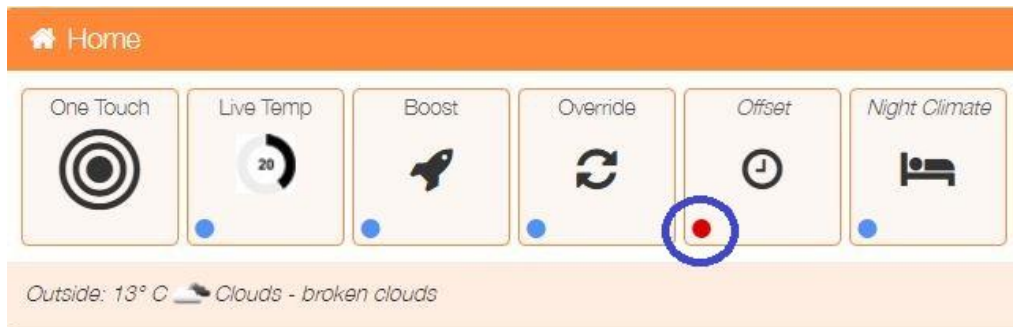 Home
One Touch
Live Temp
Boost
Override
Offset
Night Climate
20
Outside: 13° C Clouds - broken clouds